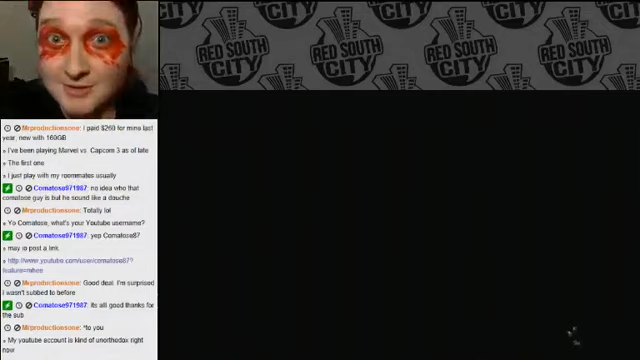 RED SOUTH
CITY
RED SOUTH
CITY
RED SOUTH
CITY
RED SOUTH
CITY
Mrproductionsone: I paid $260 for mine last
year, new with 160GB
I've been playing Marvel vs. Capcom 3 as of late
The first one
I just play with my roommates usually
Comatose971987: no idea who that
comatose guy is but he sound like a douche
Mrproductionsone: Totally lol
Yo Comatose, what's your Youtube username?
Comatose971987: yep Comatose87
may io post a link
http://www.youtube.com/user/comatose87?
feature=mhee
Mrproductionsone: Good deal. I'm surprised
I wasn't subbed to before
Comatose971987: its all good thanks for
the sub
Mrproductionsone: *to you
My youtube account is kind of unorthodox right
now